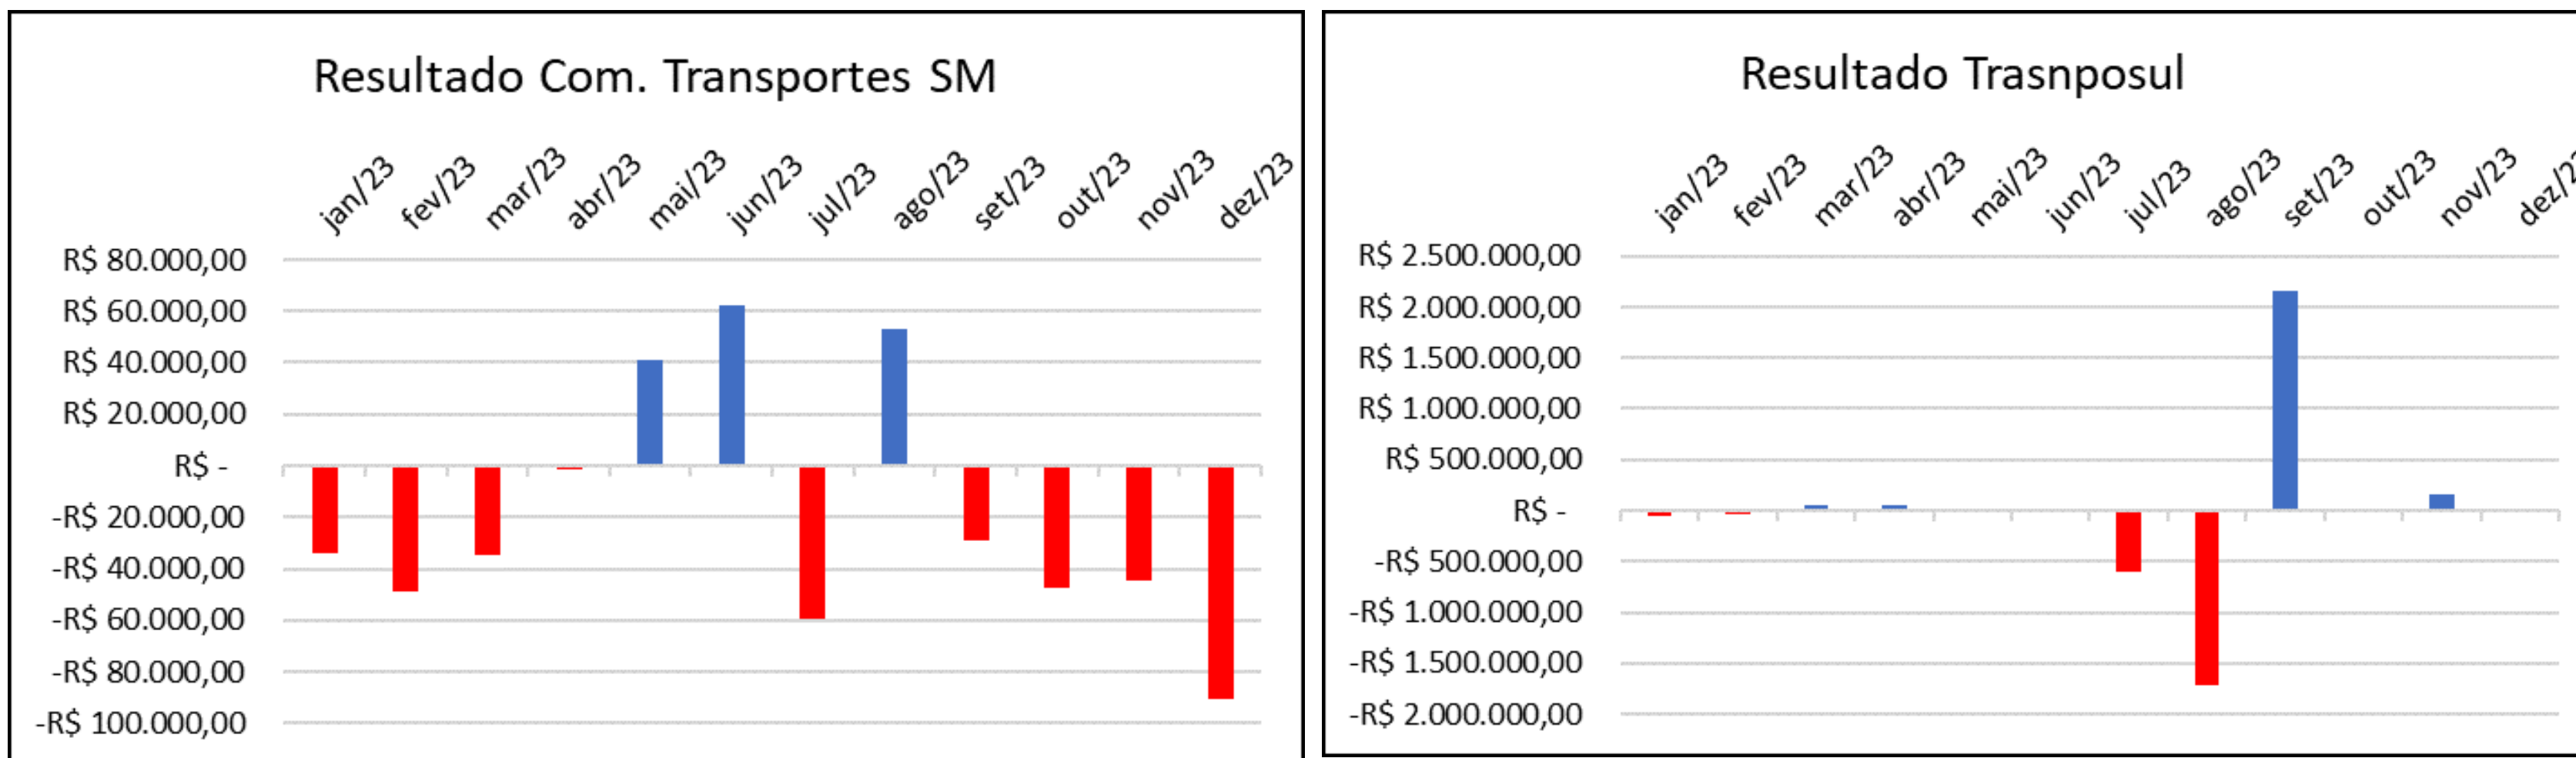 Resultado Com. Transportes SM
jan/23 fev/23 mar/23 abr/23 mai/23 jun/23 jul/23 ago/23 set/23 out/23 nov/23 dez/23
R$ 80.000,00
R$ 60.000,00
R$ 40.000,00
R$ 20.000,00
R$ -
-R$ 20.000,00
-R$ 40.000,00
-R$ 60.000,00
-R$ 80.000,00
-R$ 100.000,00
Resultado Trasnposul
jan/23 fev/23 mar/23 abr/23 mai/23 jun/23 jul/23 ago/23 set/23 out/23 nov/23 dez/2
R$ 2.500.000,00
R$ 2.000.000,00
R$ 1.500.000,00
R$ 1.000.000,00
R$ 500.000,00
R$ -
-R$ 500.000,00
-R$ 1.000.000,00
-R$ 1.500.000,00
-R$ 2.000.000,00